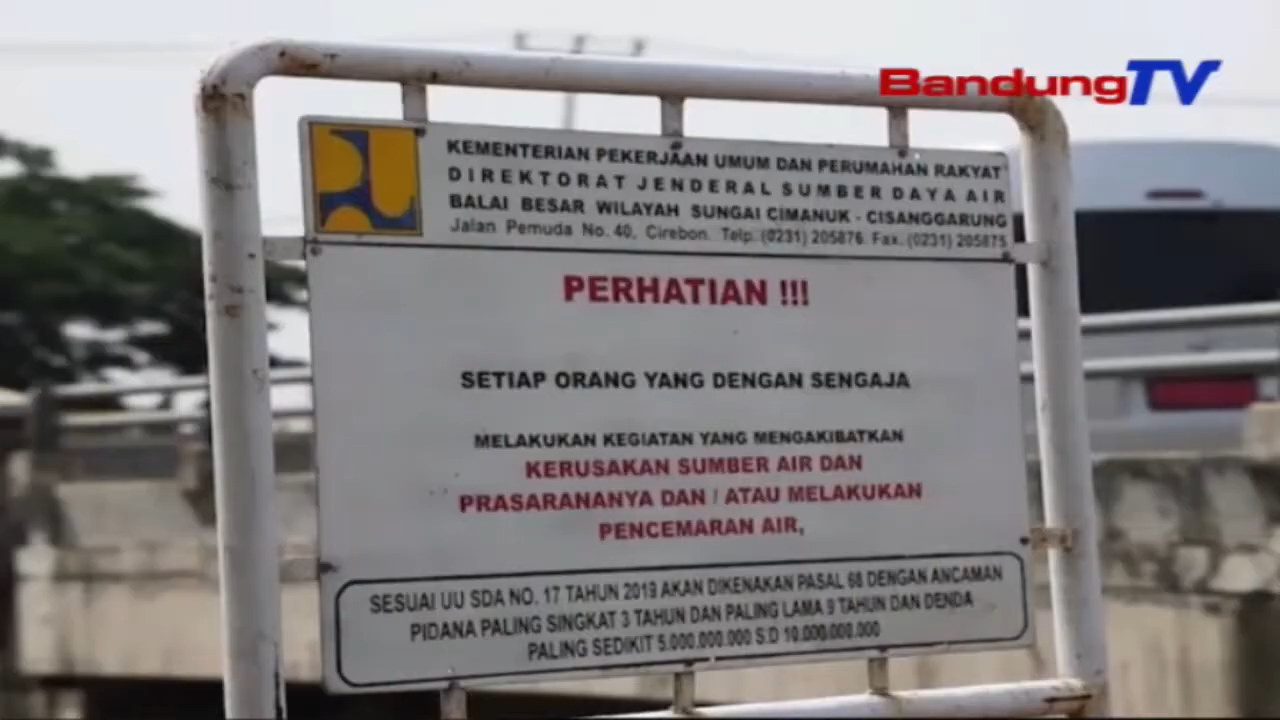 BandungTV
KEMENTERIAN PEKERJAAN UMUM DAN PERUMAHAN RAKYAT
DIREKTORAT JENDERAL SUMBER DAYA AIR
BALAI BESAR WILAYAH SUNGAI CIMANUK - CISANGGARUNG
Jalan Pemuda No. 40, Cirebon. Telp. (0231) 205876. Fax. (0231) 205875
PERHATIAN !!!
SETIAP ORANG YANG DENGAN SENGAJA
MELAKUKAN KEGIATAN YANG MENGAKIBATKAN
KERUSAKAN SUMBER AIR DAN
PRASARANANYA DAN / ATAU MELAKUKAN
PENCEMARAN AIR,
SESUAI UU SDA NO. 17 TAHUN 2019 AKAN DIKENAKAN PASAL 68 DENGAN ANCAMAN
PIDANA PALING SINGKAT 3 TAHUN DAN PALING LAMA 9 TAHUN DAN DENDA
PALING SEDIKIT 5.000.000.000 S.D 10.000.000.000